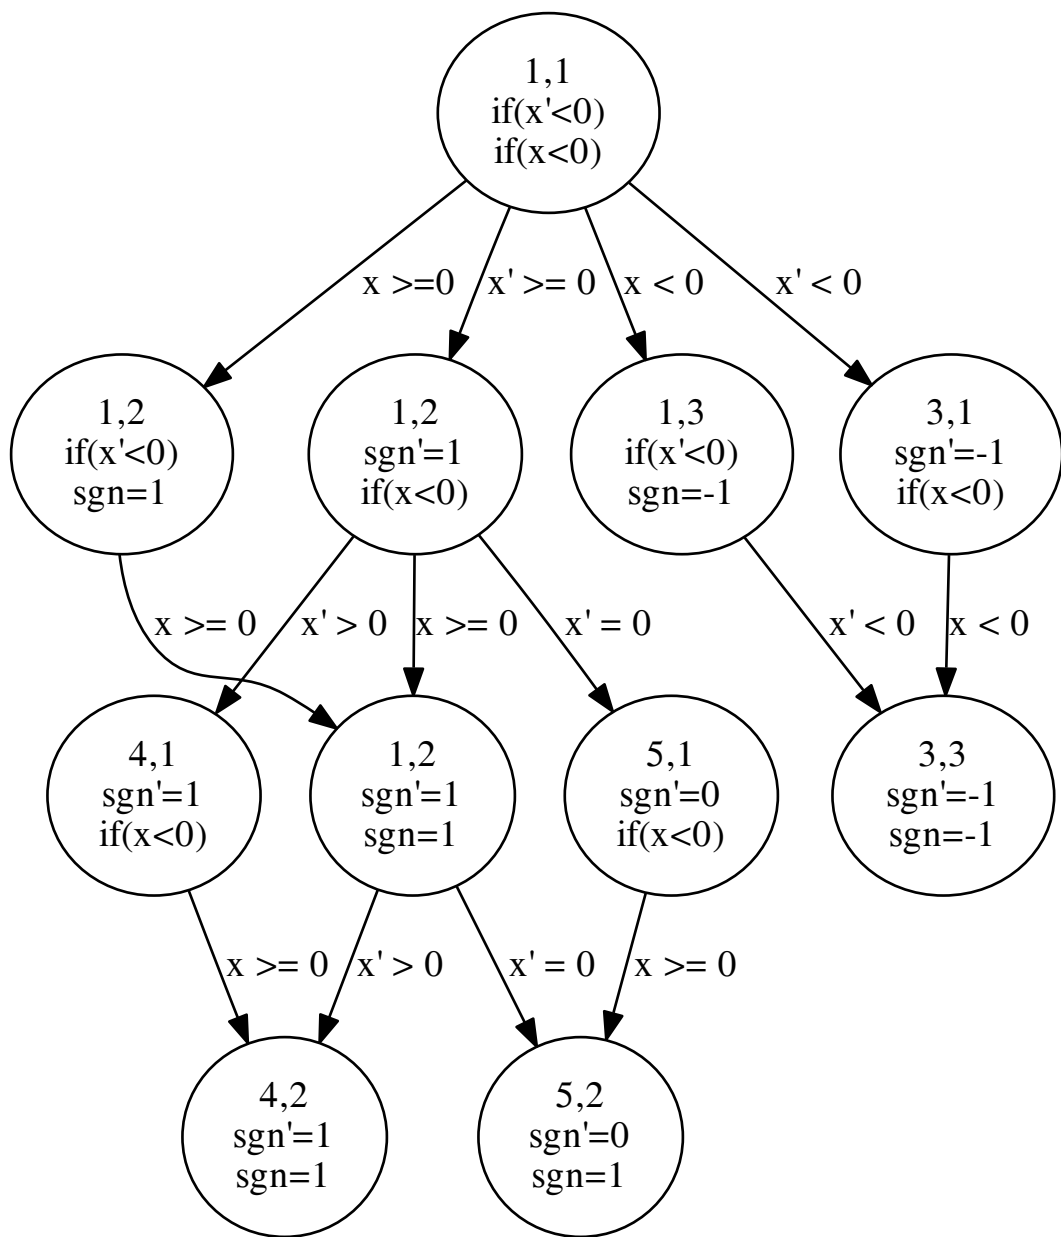 1,1
if(x'<0)
if(x<0)
x >=0
x' >= 0
x < 0
x' < 0
1,2
if(x'<0)
sgn=1
1,2
sgn'=1
if(x<0)
1,3
if(x'<0)
sgn=-1
3,1
sgn'=-1
if(x<0)
x >= 0
x' > 0
x >= 0
x' = 0
x' < 0
x < 0
4,1
sgn'=1
if(x<0)
1,2
sgn'=1
sgn=1
5,1
sgn'=0
if(x<0)
3,3
sgn'=-1
sgn=-1
x >= 0
x' > 0
x' = 0
x >= 0
4,2
sgn'=1
sgn=1
5,2
sgn'=0
sgn=1